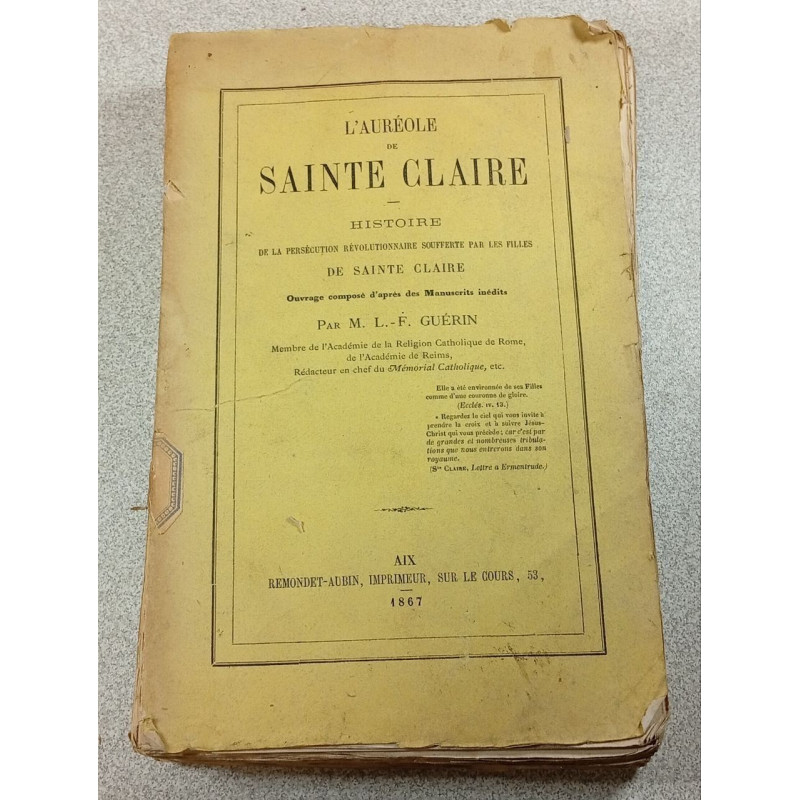 L'AURÉOLE
DE
SAINTE CLAIRE
HISTOIRE
DE LA PERSÉCUTION RÉVOLUTIONNAIRE SOUFFERTE PAR LES FILLES
DE SAINTE CLAIRE
Ouvrage composé d'après des Manuscrits inédits
PAR M. L.-F. GUÉRIN
Membre de l'Académie de la Religion Catholique de Rome,
de l'Académie de Reims,
Rédacteur en chef du Mémorial Catholique, etc.
Elle a été environnée de ses Filles
comme d'une couronne de gloire.
(Ecclés. IV. 13.)
« Regardez le ciel qui vous invite à
prendre la croix et à suivre Jésus-
Christ qui vous précède; car c'est par
de grandes et nombreuses tribula-
tions que nous entrerons dans son
royaume.
(Ste CLAIRE, Lettre a Ermentrude.)
AIX
REMONDET-AUBIN, IMPRIMEUR, SUR LE COURS, 53,
1867